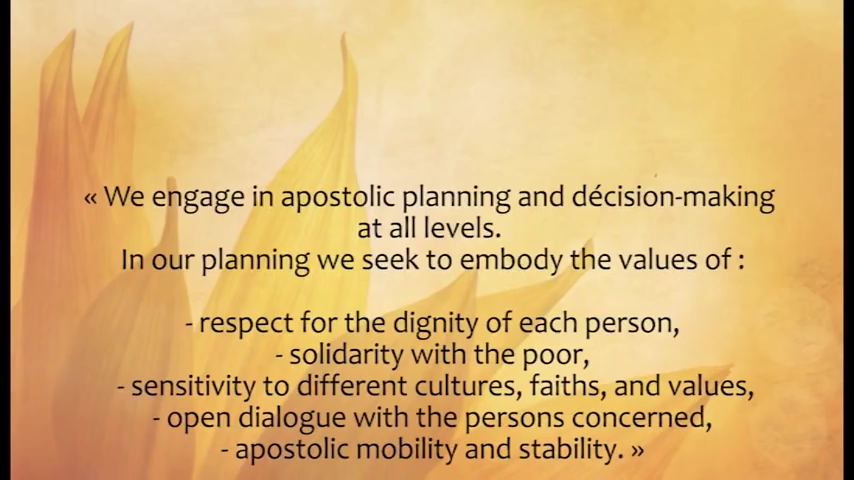 « We engage in apostolic planning and décision-making
at all levels.
In our planning we seek to embody the values of :
- respect for the dignity of each person,
- solidarity with the poor,
- sensitivity to different cultures, faiths, and values,
- open dialogue with the persons concerned,
- apostolic mobility and stability. »